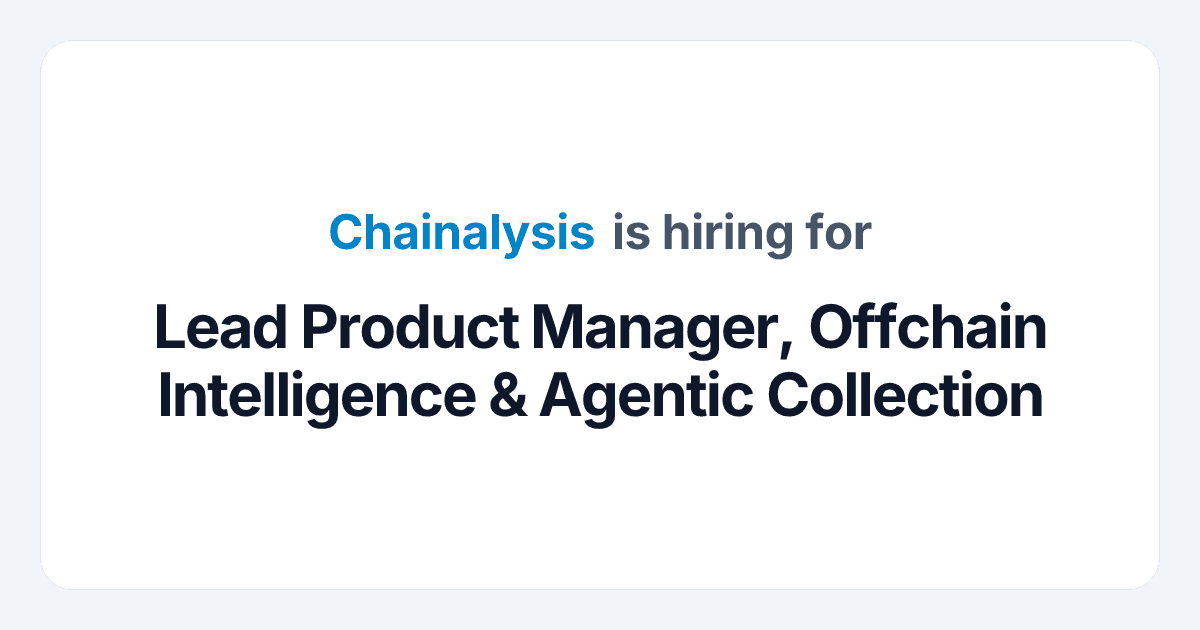 Chainalysis is hiring for
Lead Product Manager, Offchain
Intelligence & Agentic Collection